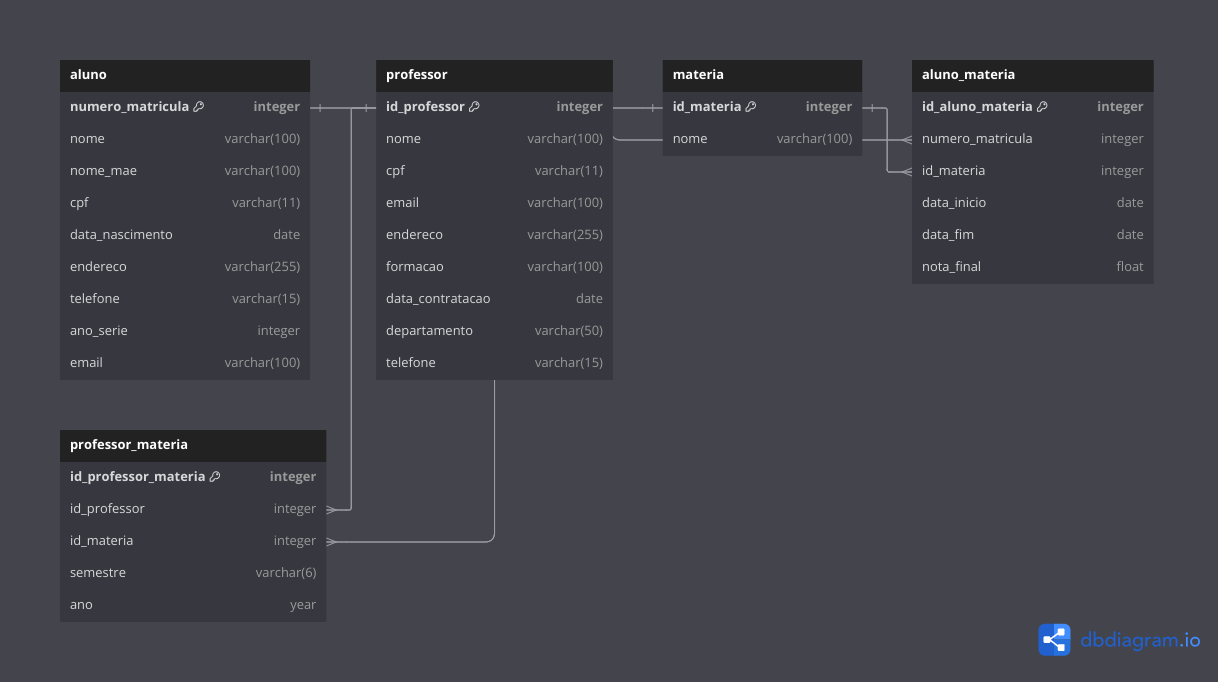 aluno
numero_matricula integer
nome varchar(100)
nome_mae varchar(100)
cpf varchar(11)
data_nascimento date
endereco varchar(255)
telefone varchar(15)
ano_serie integer
email varchar(100)
professor
id_professor integer
nome varchar(100)
cpf varchar(11)
email varchar(100)
endereco varchar(255)
formacao varchar(100)
data_contratacao date
departamento varchar(50)
telefone varchar(15)
materia
id_materia integer
nome varchar(100)
aluno_materia
id_aluno_materia integer
numero_matricula integer
id_materia integer
data_inicio date
data_fim date
nota_final float
professor_materia
id_professor_materia integer
id_professor integer
id_materia integer
semestre varchar(6)
ano year
dbdiagram.io